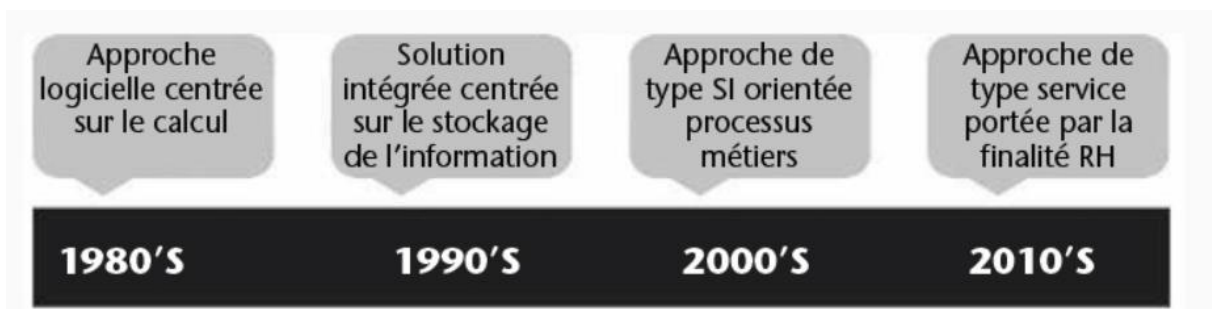 Approche
logicielle centrée
sur le calcul
Solution
intégrée centrée
sur le stockage
de l'information
Approche de
type SI orientée
processus
métiers
Approche de
type service
portée par la
finalité RH
1980'S
1990'S
2000'S
2010'S